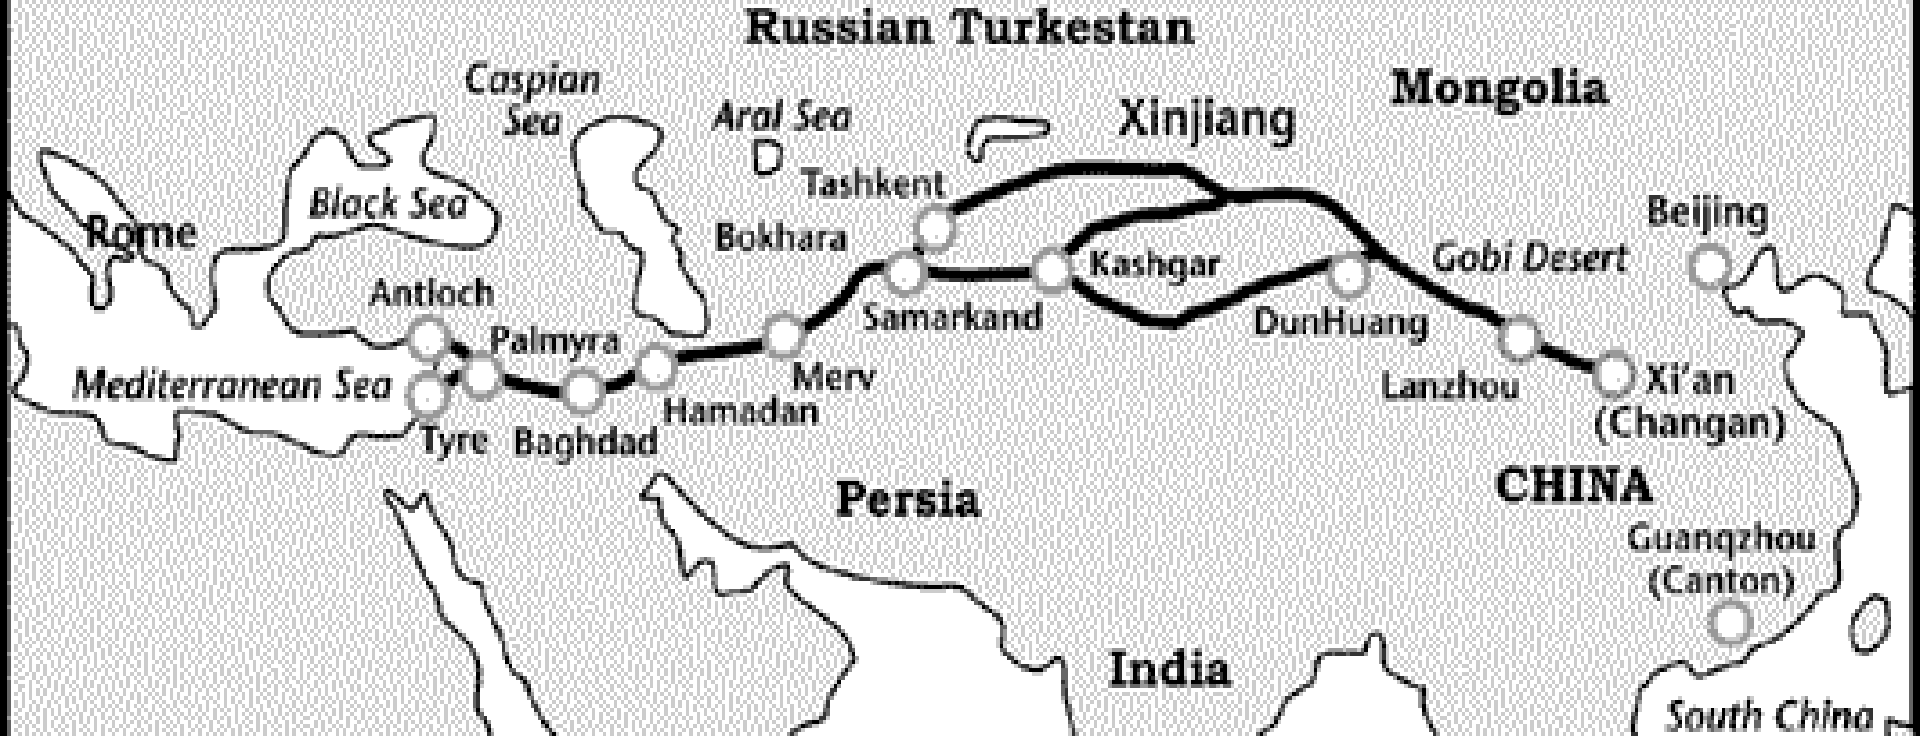 Russian Turkestan
Caspian
Sea
Mongolia
Aral Sea
Xinjiang
Tashkent
Black Sea
Rome
Bokhara
Beijing
Kashgar
Gobi Desert
Antioch
Samarkand
DunHuang
Palmyra
Mediterranean Sea
Merv
Lanzhou
Xi'an
(Changan)
Hamadan
Tyre
Baghdad
Persia
CHINA
Guanqzhou
(Canton)
India
South China